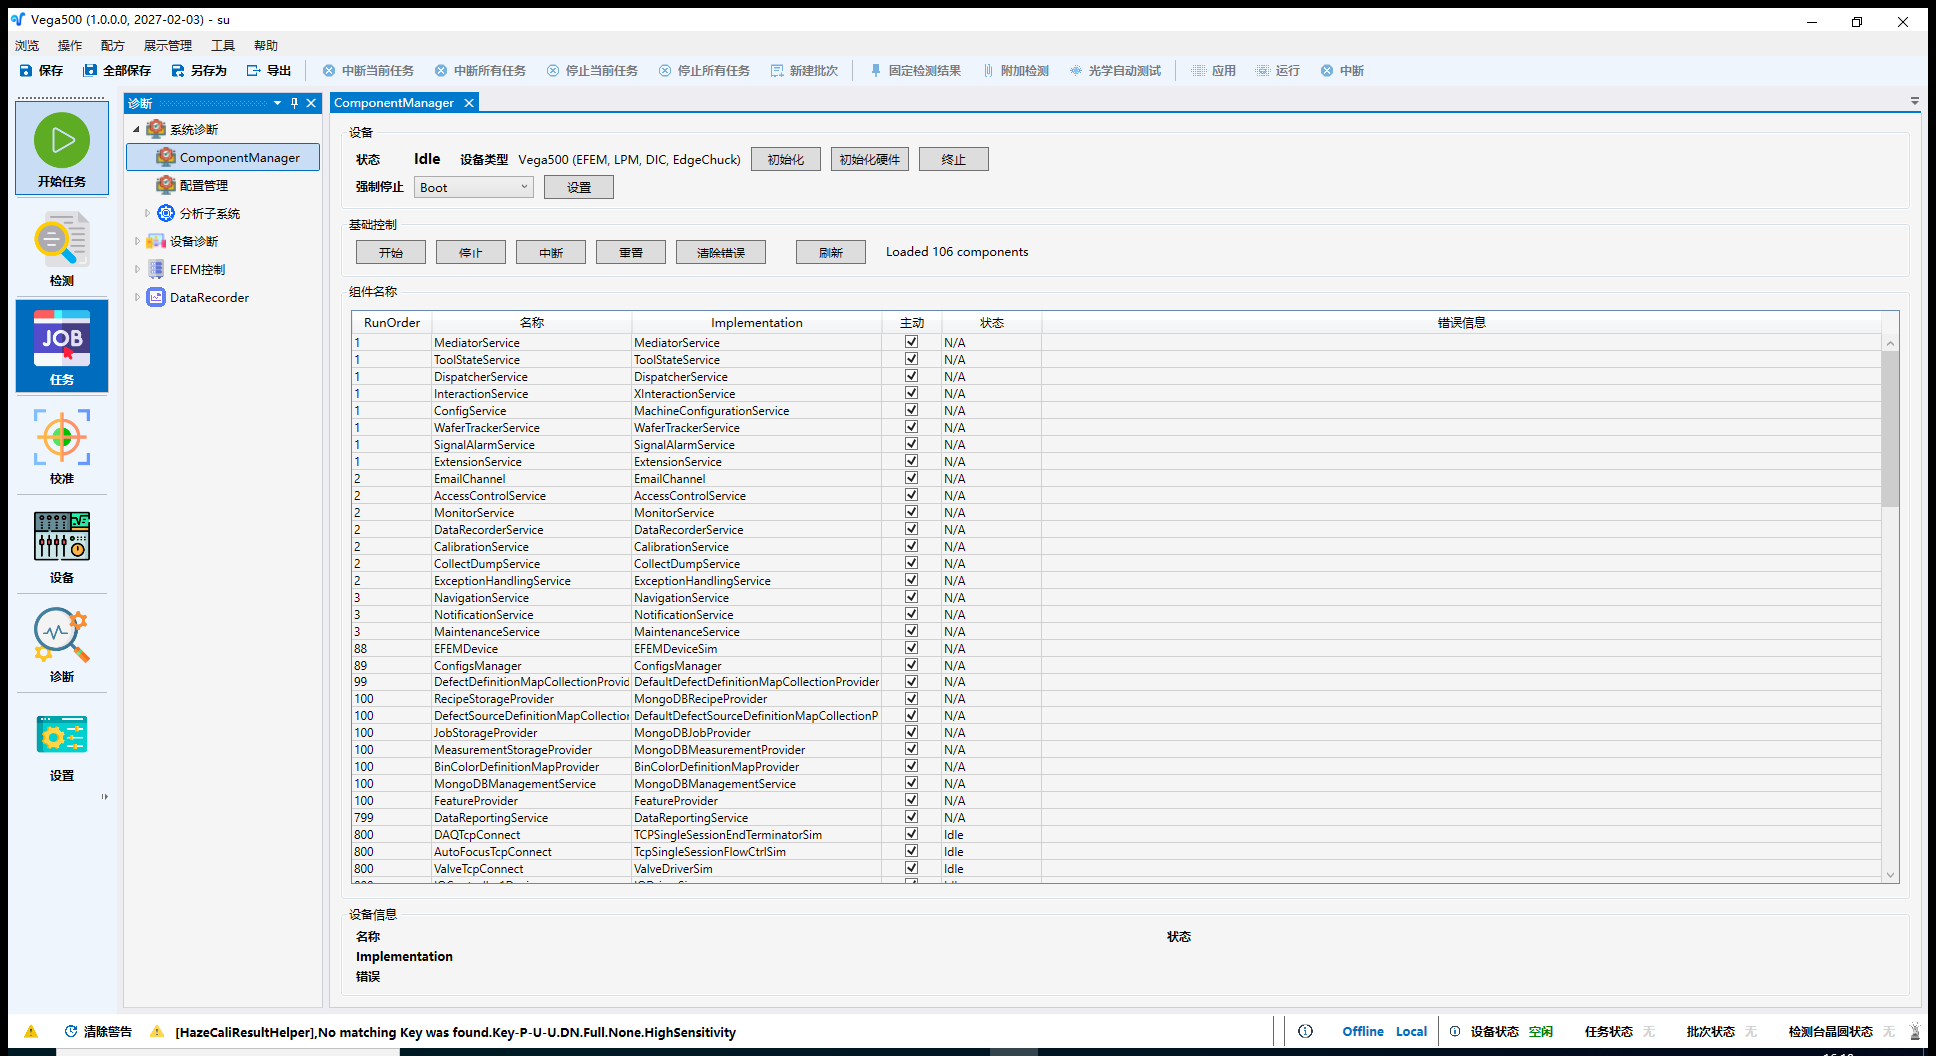 Vega500 (1.0.0.0, 2027-02-03) - su
浏览 操作 配方 展示管理 工具 帮助
保存 全部保存 另存为 导出 中断当前任务 中断所有任务 停止当前任务 停止所有任务 新建批次 固定检测结果 附加检测 光学自动测试 应用 运行 中断
开始任务
检测
JOB
任务
校准
设备
诊断
设置
诊断
系统诊断
ComponentManager
配置管理
分析子系统
设备诊断
EFEM控制
DataRecorder
ComponentManager
设备
状态 Idle 设备类型 Vega500 (EFEM, LPM, DIC, EdgeChuck) 初始化 初始化硬件 终止
强制停止 Boot 设置
基础控制
开始 停止 中断 重置 清除错误 刷新 Loaded 106 components
组件名称
RunOrder 名称 Implementation 主动 状态 错误信息
1 MediatorService MediatorService N/A
1 ToolStateService ToolStateService N/A
1 DispatcherService DispatcherService N/A
1 InteractionService XInteractionService N/A
1 ConfigService MachineConfigurationService N/A
1 WaferTrackerService WaferTrackerService N/A
1 SignalAlarmService SignalAlarmService N/A
1 ExtensionService ExtensionService N/A
2 EmailChannel EmailChannel N/A
2 AccessControlService AccessControlService N/A
2 MonitorService MonitorService N/A
2 DataRecorderService DataRecorderService N/A
2 CalibrationService CalibrationService N/A
2 CollectDumpService CollectDumpService N/A
2 ExceptionHandlingService ExceptionHandlingService N/A
3 NavigationService NavigationService N/A
3 NotificationService NotificationService N/A
3 MaintenanceService MaintenanceService N/A
88 EFEMDevice EFEMDeviceSim N/A
89 ConfigsManager ConfigsManager N/A
99 DefectDefinitionMapCollectionProvid DefaultDefectDefinitionMapCollectionProvider N/A
100 RecipeStorageProvider MongoDBRecipeProvider N/A
100 DefectSourceDefinitionMapCollection DefaultDefectSourceDefinitionMapCollectionP N/A
100 JobStorageProvider MongoDBJobProvider N/A
100 MeasurementStorageProvider MongoDBMeasurementProvider N/A
100 BinColorDefinitionMapProvider BinColorDefinitionMapProvider N/A
100 MongoDBManagementService MongoDBManagementService N/A
100 FeatureProvider FeatureProvider N/A
799 DataReportingService DataReportingService N/A
800 DAQTcpConnect TCPSingleSessionEndTerminatorSim Idle
800 AutoFocusTcpConnect TcpSingleSessionFlowCtrlSim Idle
800 ValveTcpConnect ValveDriverSim Idle
设备信息
名称 状态
Implementation
错误
清除警告 [HazeCaliResultHelper],No matching Key was found.Key-P-U-U.DN.Full.None.HighSensitivity Offline Local 设备状态 空闲 任务状态 无 批次状态 无 检测台晶圆状态 无